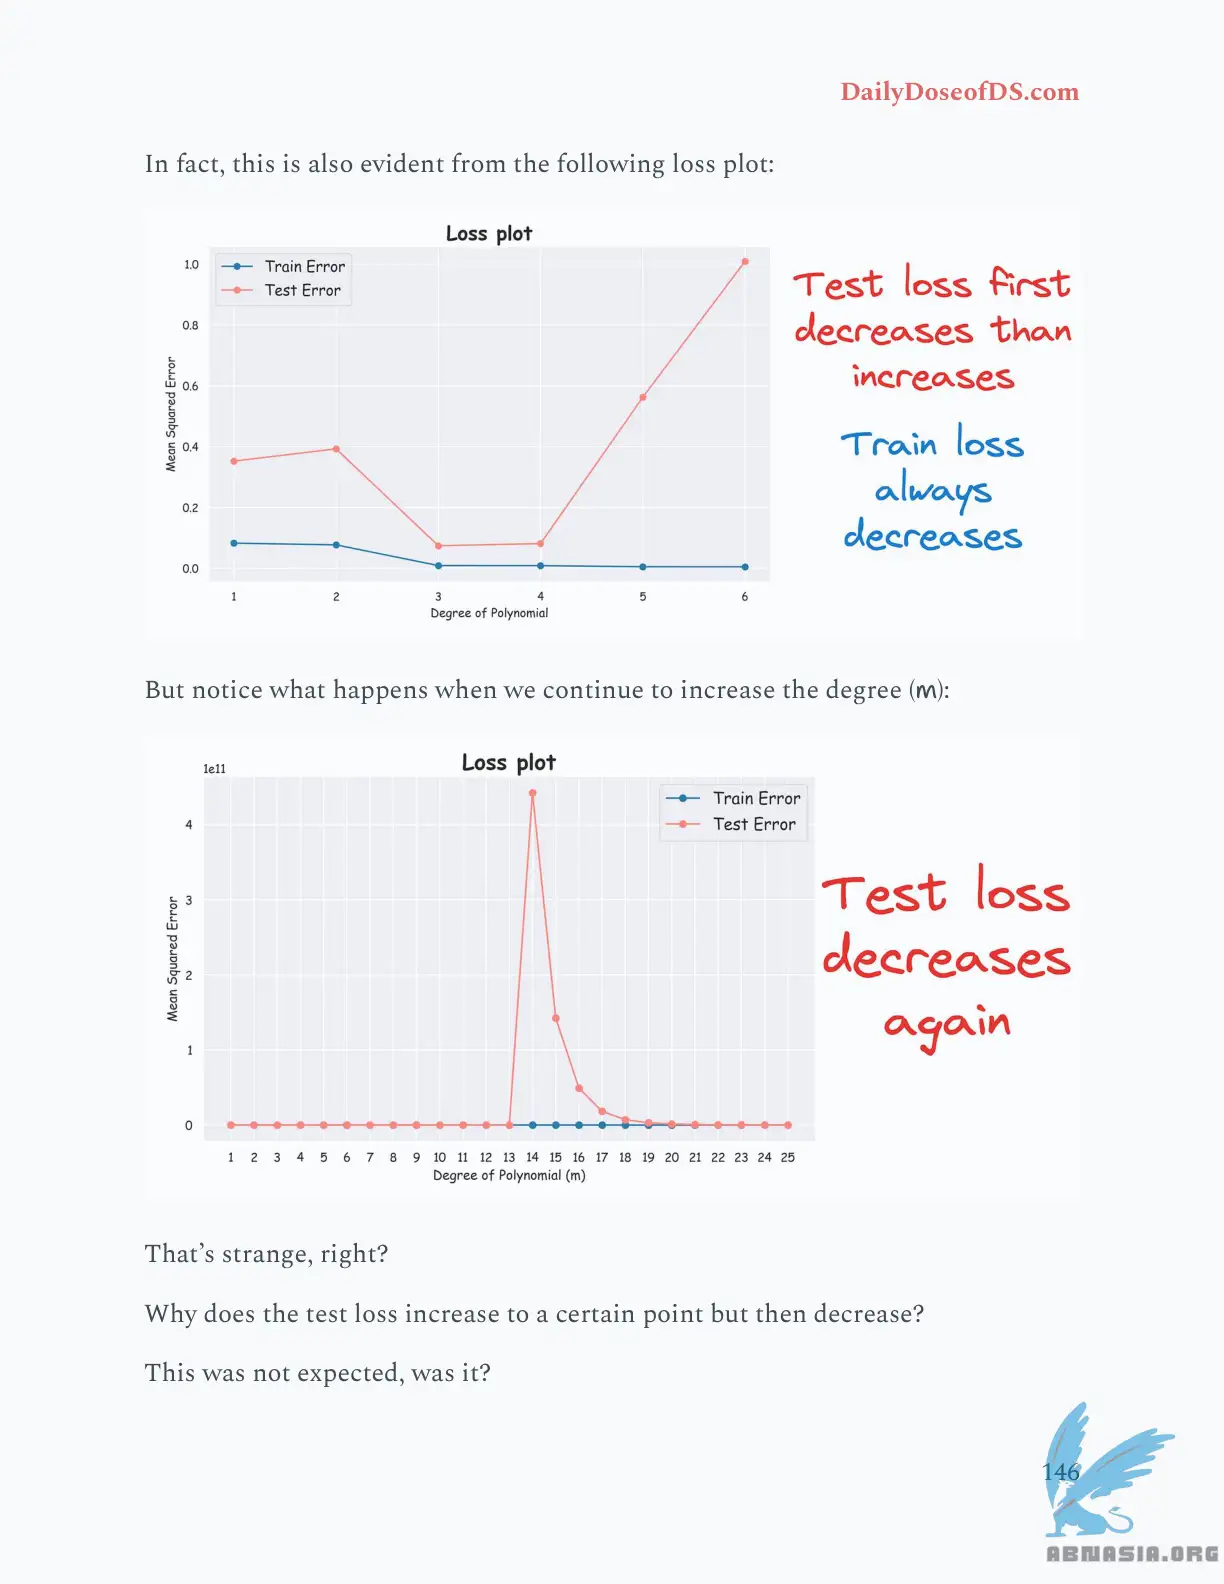 DailyDoseofDS.com
In fact, this is also evident from the following loss plot:
Loss plot
Train Error
Test Error
1.0
0.8
0.6
0.4
0.2
0.0
Mean Squared Error
1 2 3 4 5 6
Degree of Polynomial
Test loss first
decreases than
increases
Train loss
always
decreases
But notice what happens when we continue to increase the degree (m):
Loss plot
1e11
Train Error
Test Error
4
3
2
1
0
Mean Squared Error
1 2 3 4 5 6 7 8 9 10 11 12 13 14 15 16 17 18 19 20 21 22 23 24 25
Degree of Polynomial (m)
Test loss
decreases
again
That’s strange, right?
Why does the test loss increase to a certain point but then decrease?
This was not expected, was it?
146
ABNASIA.ORG